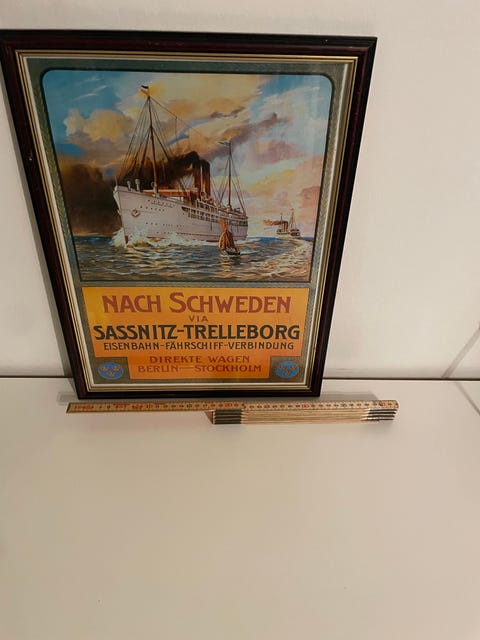 NACH SCHWEDEN
VIA
SASSNITZ-TRELLEBORG
EISENBAHN-FÄHRSCHIFF-VERBINDUNG
DIREKTE WAGEN
BERLIN—STOCKHOLM